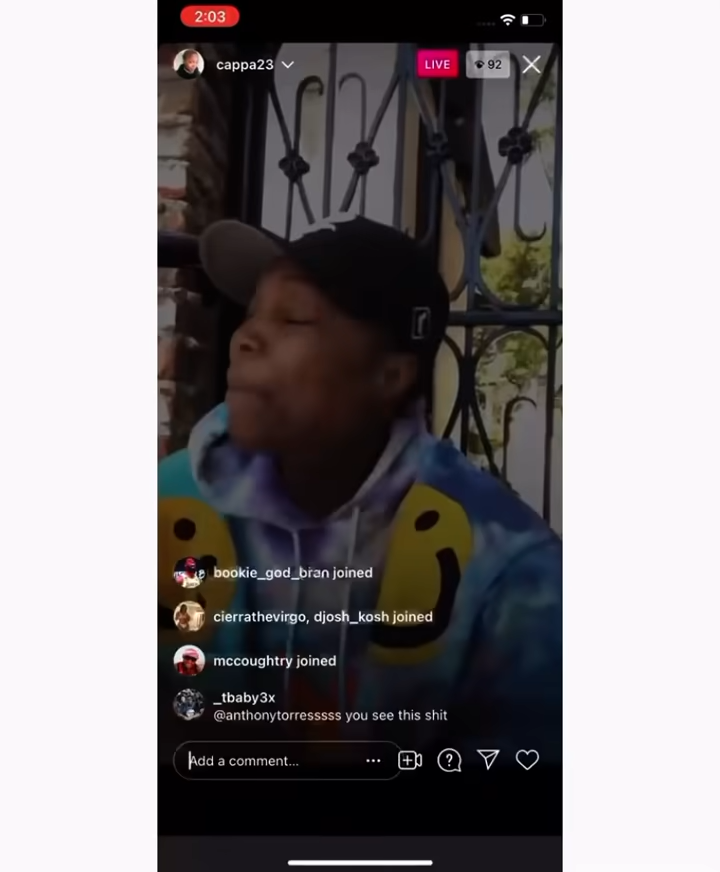 2:03
cappa23
LIVE
92
bookie_god_bran joined
cierrathevirgo, djosh_kosh joined
mccoughtry joined
_tbaby3x
@anthonytorresssss you see this shit
Add a comment...